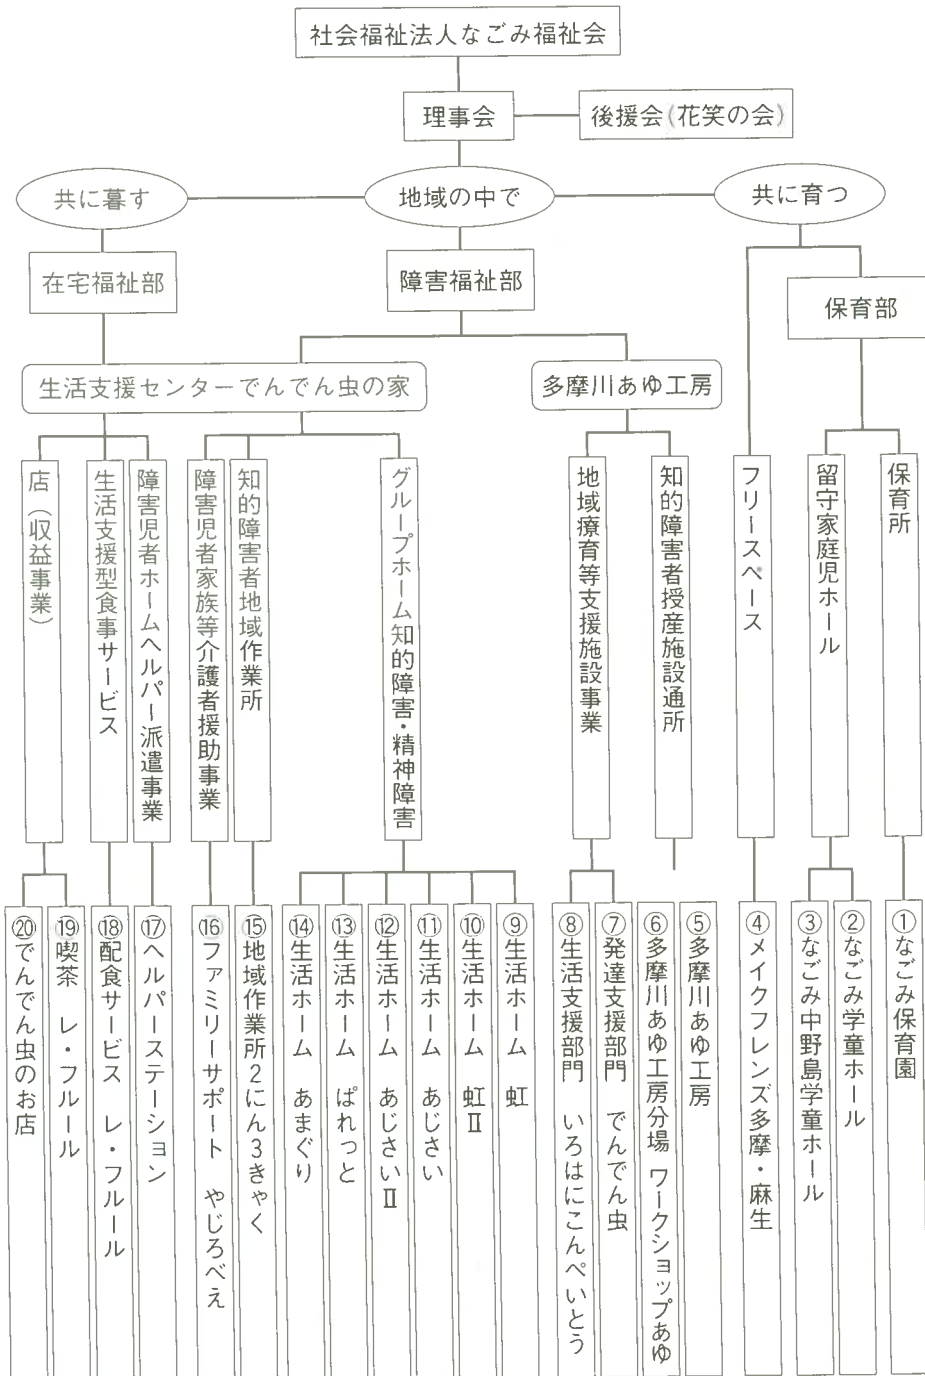 社会福祉法人なごみ福祉会
理事会
後援会(花笑の会)
共に暮す
地域の中で
共に育つ
在宅福祉部
障害福祉部
保育部
生活支援センターでんでん虫の家
多摩川あゆ工房
保育所
留守家庭児ホール
フリースペース
知的障害者授産施設通所
地域療育等支援施設事業
グループホーム知的障害・精神障害
知的障害者地域作業所
障害児者家族等介護者援助事業
障害児者ホームヘルパー派遣事業
生活支援型食事サービス
店(収益事業)
①なごみ保育園
②なごみ学童ホール
③なごみ中野島学童ホール
④メイクフレンズ多摩・麻生
⑤多摩川あゆ工房
⑥多摩川あゆ工房分場 ワークショップあゆ
⑦発達支援部門 でんでん虫
⑧生活支援部門 いろはにこんぺいとう
⑨生活ホーム 虹
⑩生活ホーム 虹Ⅱ
⑪生活ホーム あじさい
⑫生活ホーム あじさいⅡ
⑬生活ホーム ぱれっと
⑭生活ホーム あまぐり
⑮地域作業所2にん3きゃく
⑯ファミリーサポート やじろべえ
⑰ヘルパーステーション
⑱配食サービス レ・フルール
⑲喫茶 レ・フルール
⑳でんでん虫のお店